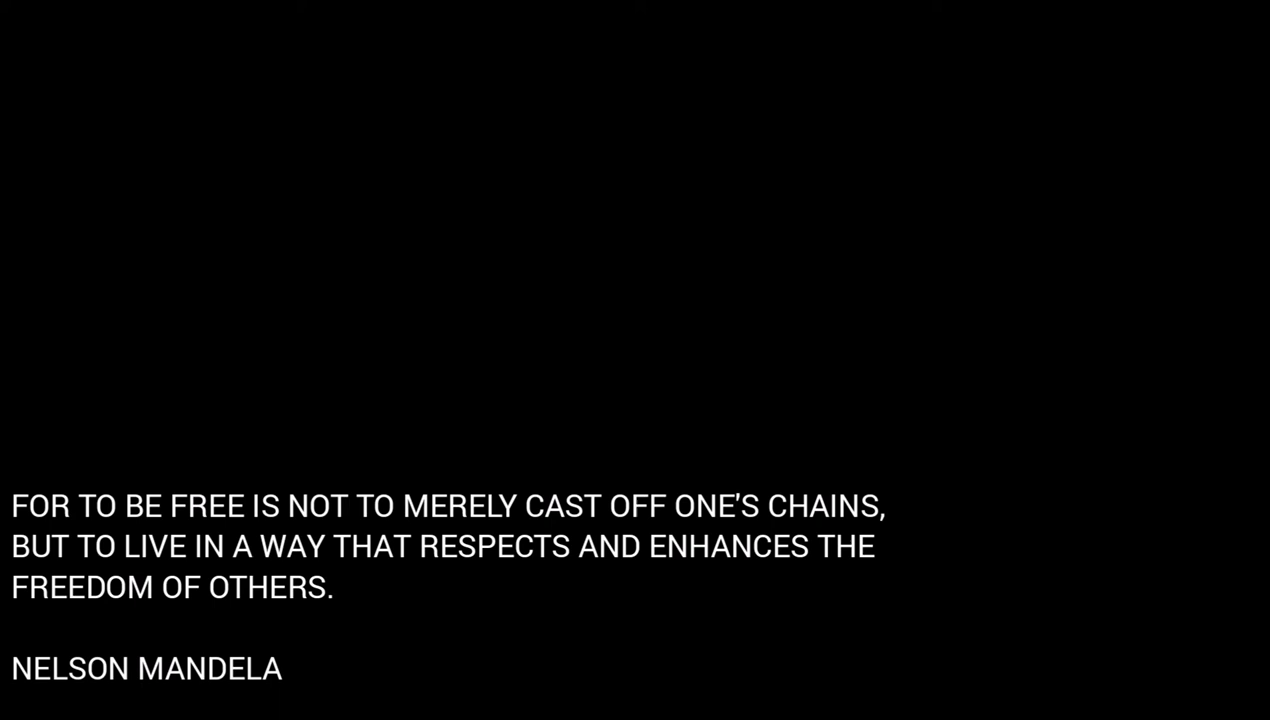 FOR TO BE FREE IS NOT TO MERELY CAST OFF ONE'S CHAINS,
BUT TO LIVE IN A WAY THAT RESPECTS AND ENHANCES THE
FREEDOM OF OTHERS.
NELSON MANDELA